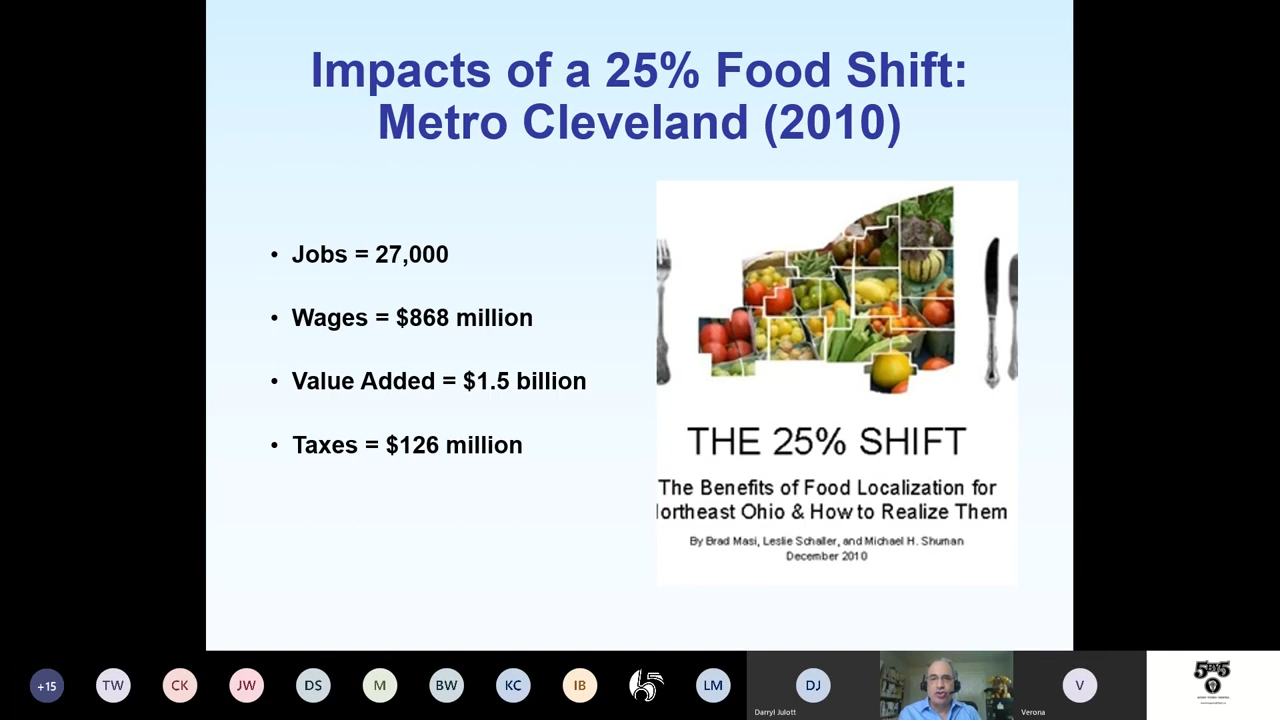 Impacts of a 25% Food Shift:
Metro Cleveland (2010)
• Jobs = 27,000
• Wages = $868 million
• Value Added = $1.5 billion
• Taxes = $126 million
THE 25% SHIFT
The Benefits of Food Localization for
ortheast Ohio & How to Realize Them
By Brad Masi, Leslie Schaller, and Michael H. Shuman
December 2010
+15
TW
CK
JW
DS
M
BW
KC
IB
LM
DJ
Darryl Julott
V
Verona
5BY5